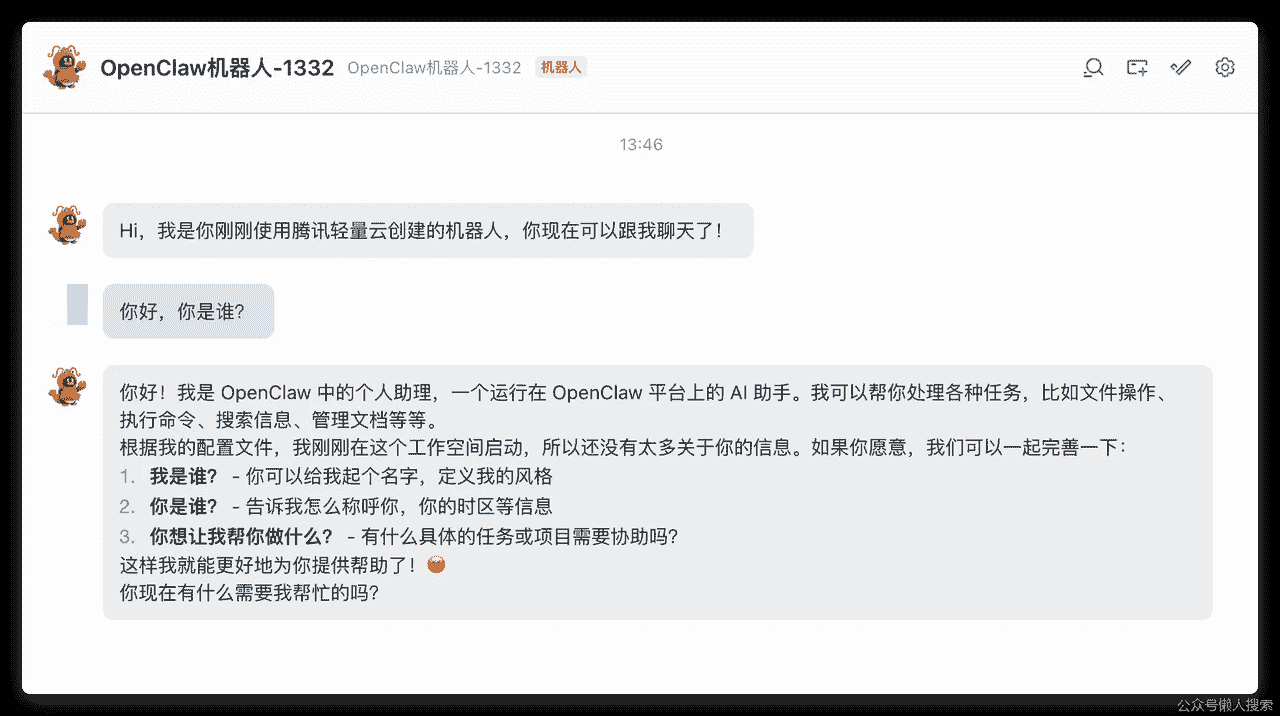 OpenClaw机器人-1332 OpenClaw机器人-1332 机器人
13:46
Hi，我是你刚刚使用腾讯轻量云创建的机器人，你现在可以跟我聊天了！
你好，你是谁？
你好！我是 OpenClaw 中的个人助理，一个运行在 OpenClaw 平台上的 AI 助手。我可以帮你处理各种任务，比如文件操作、
执行命令、搜索信息、管理文档等等。
根据我的配置文件，我刚刚在这个工作空间启动，所以还没有太多关于你的信息。如果你愿意，我们可以一起完善一下：
1. 我是谁？ - 你可以给我起个名字，定义我的风格
2. 你是谁？ - 告诉我怎么称呼你，你的时区等信息
3. 你想让我帮你做什么？ - 有什么具体的任务或项目需要协助吗？
这样我就能更好地为你提供帮助了！
你现在有什么需要我帮忙的吗？
公众号懒人搜索